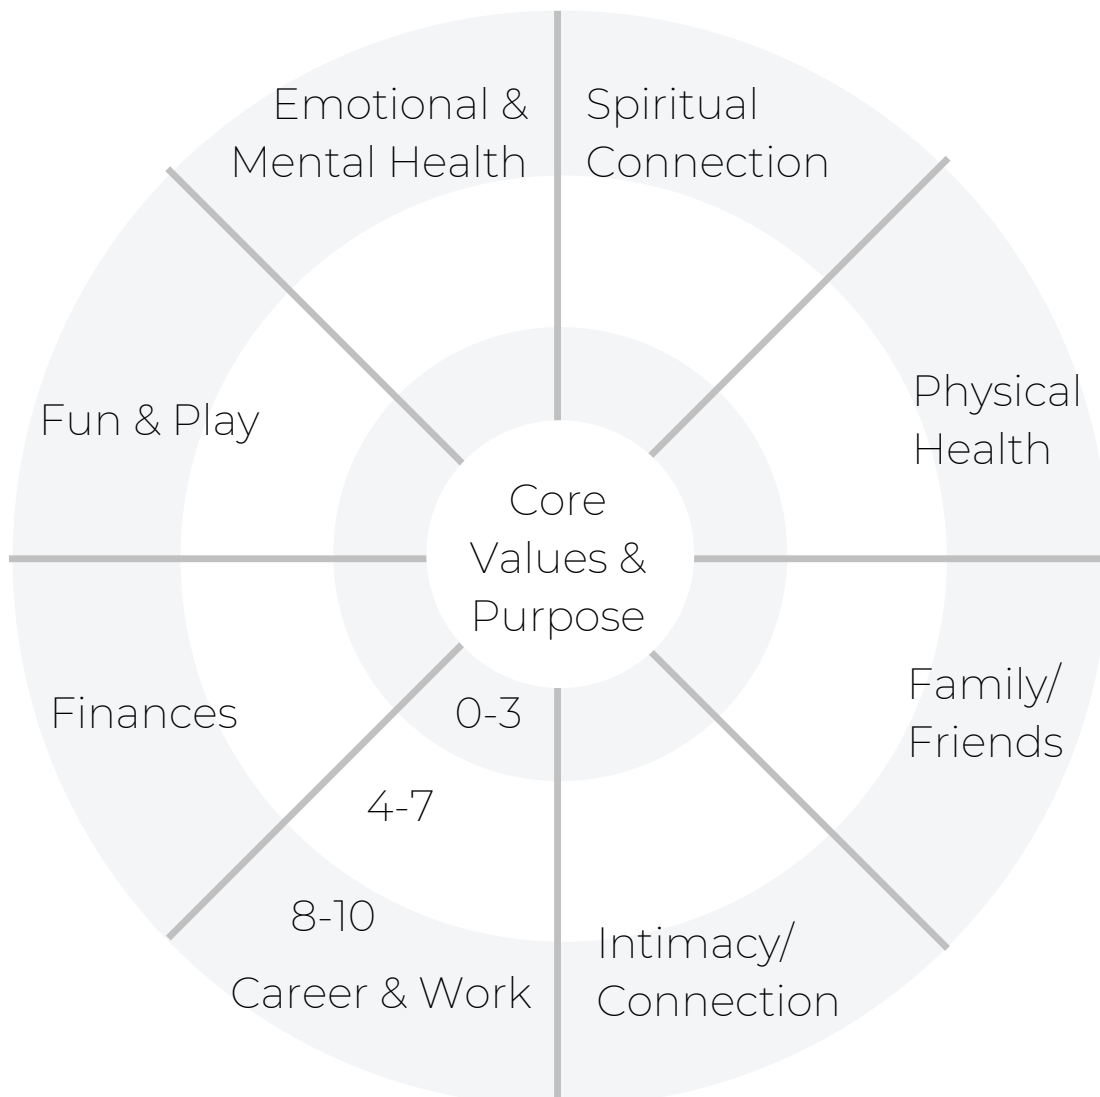 Emotional &
Mental Health
Spiritual
Connection
Fun & Play
Physical
Health
Core
Values &
Purpose
Finances
0-3
Family/
Friends
4-7
8-10
Career & Work
Intimacy/
Connection